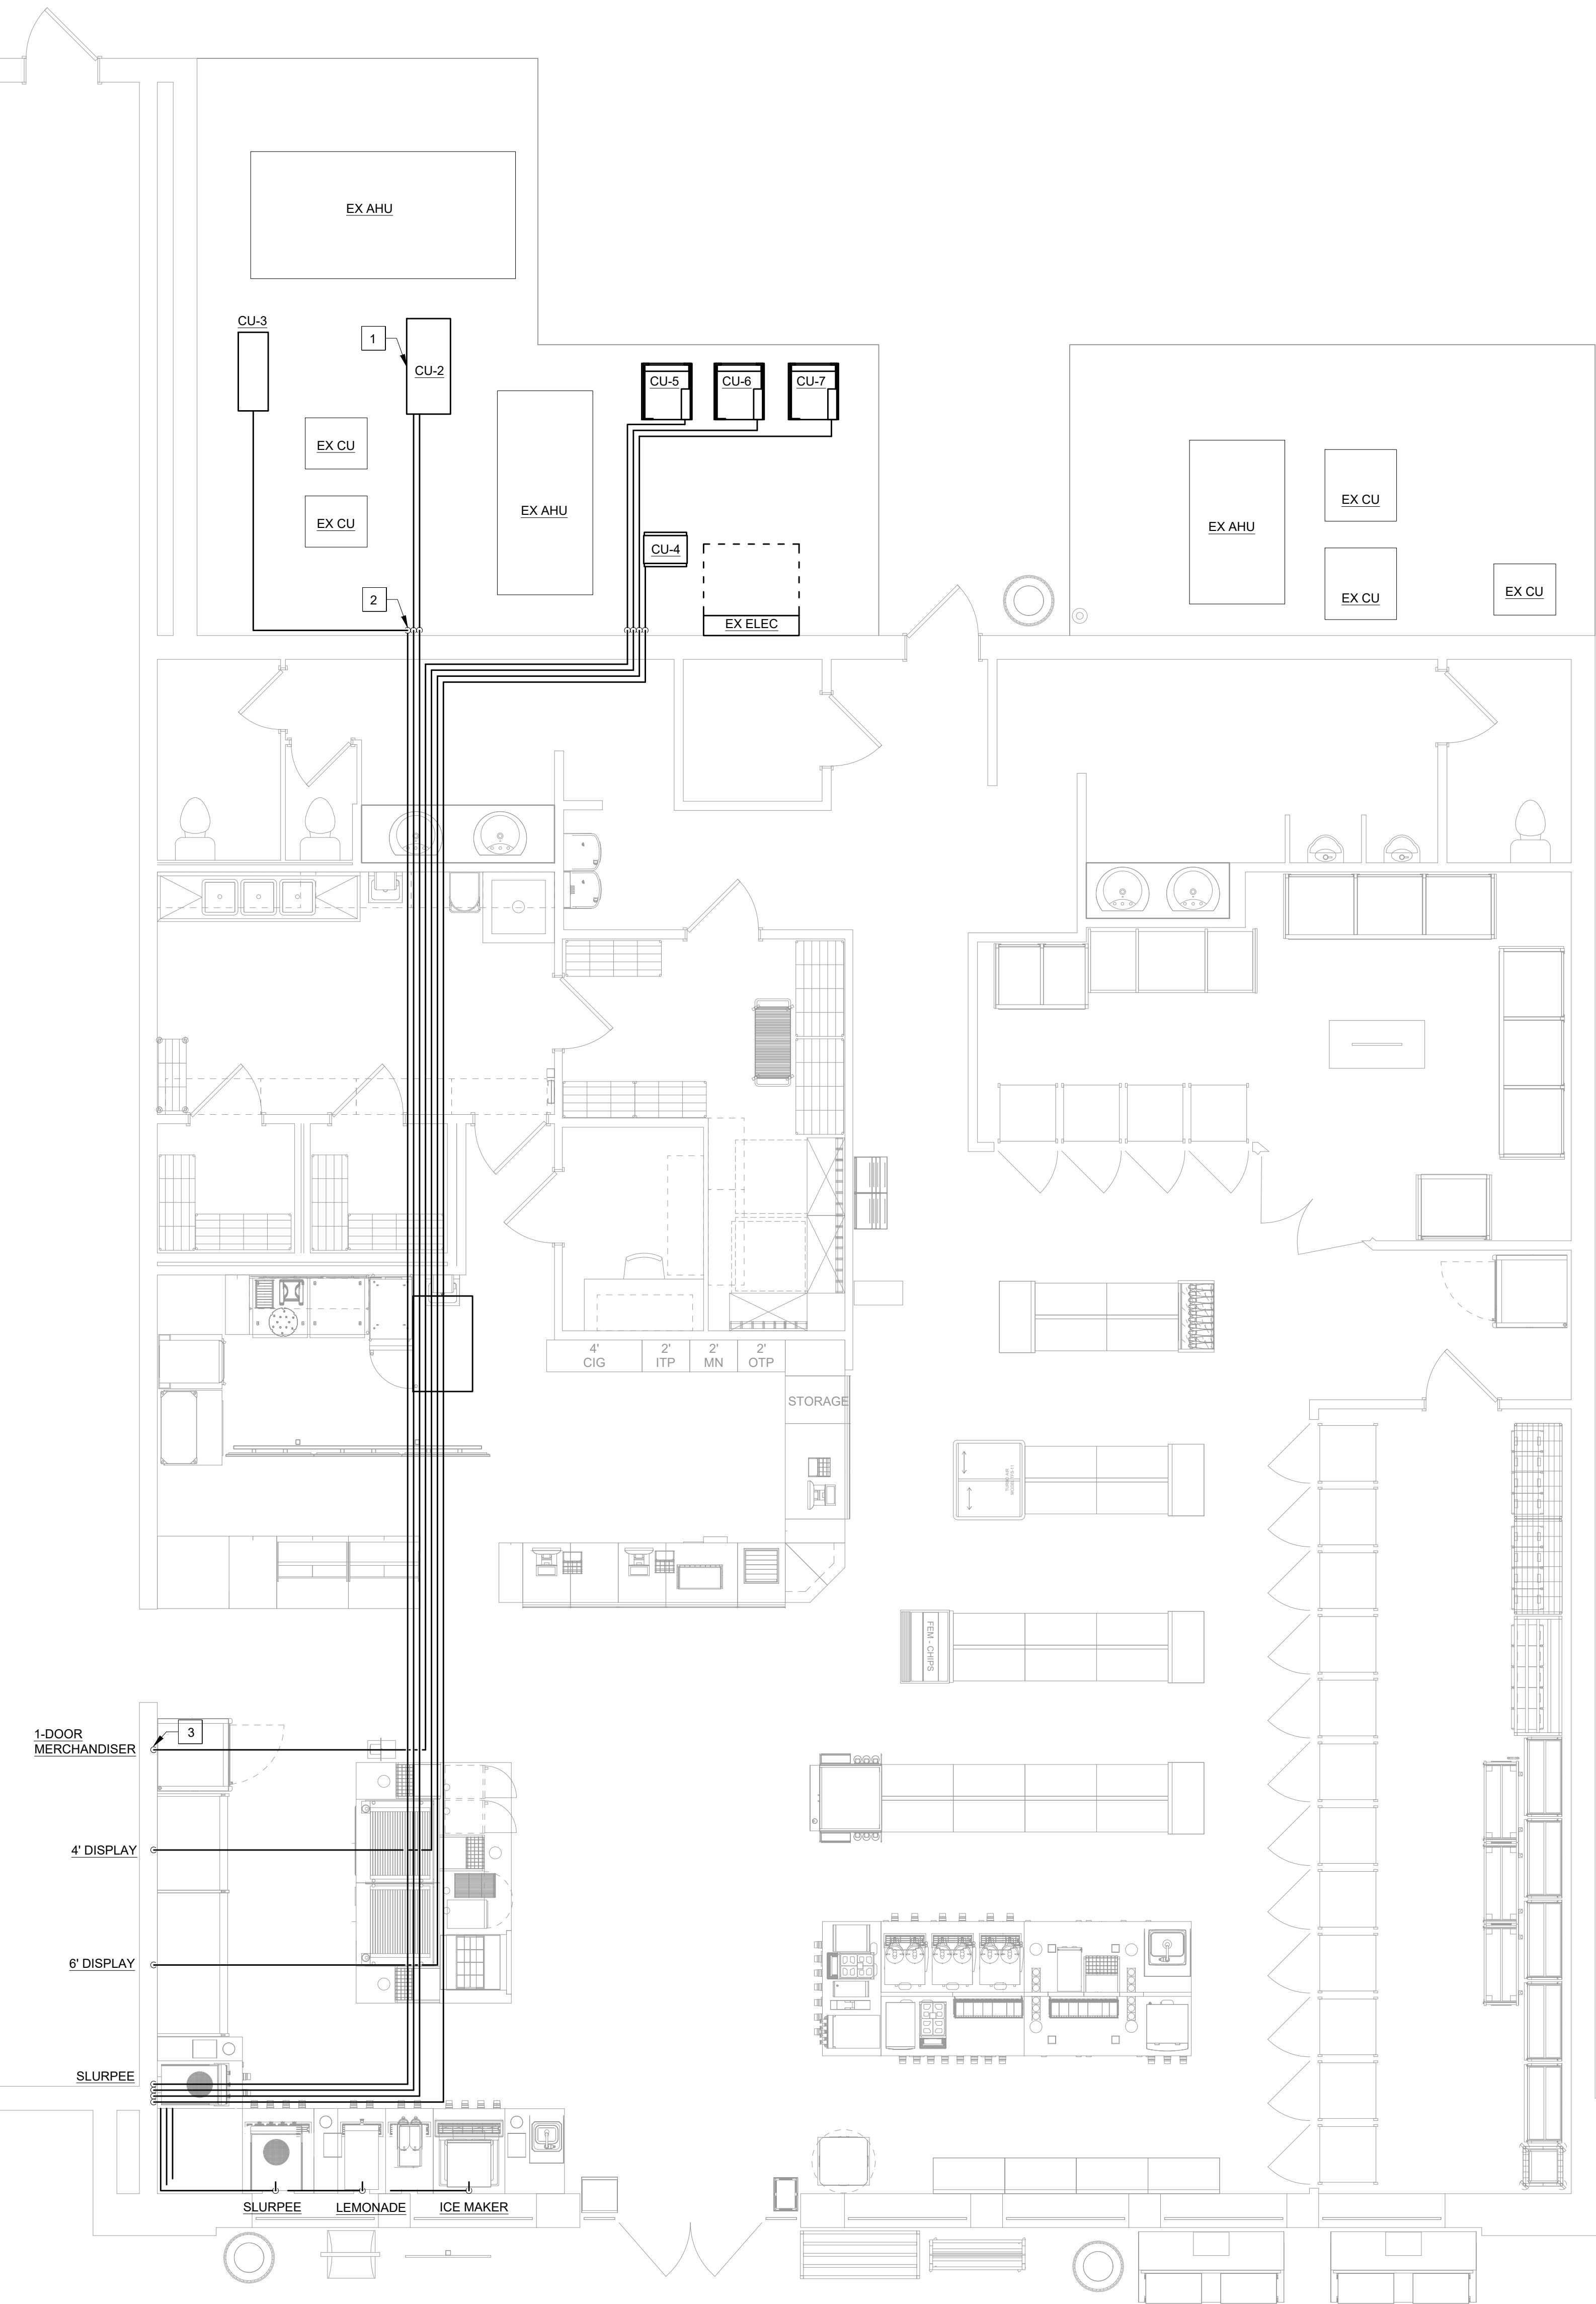 EX AHU
CU-3
1
CU-2
CU-5
CU-6
CU-7
EX CU
EX CU
EX AHU
CU-4
EX ELEC
2
EX AHU
EX CU
EX CU
EX CU
4'
CIG
2'
ITP
2'
MN
2'
OTP
STORAGE
TURBO AIR
FEM - CHIPS
1-DOOR
MERCHANDISER
3
4' DISPLAY
6' DISPLAY
SLURPEE
SLURPEE
LEMONADE
ICE MAKER